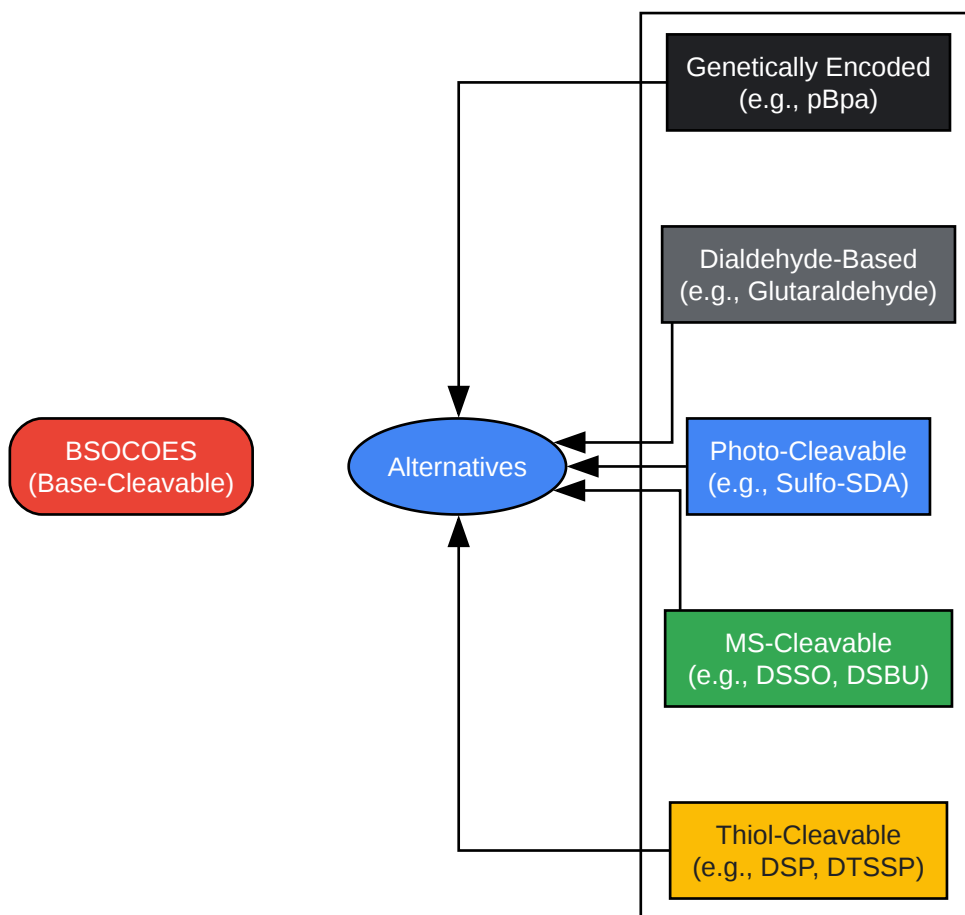 Genetically Encoded
(e.g., pBpa)
Dialdehyde-Based
(e.g., Glutaraldehyde)
BSOCOES
(Base-Cleavable)
Alternatives
Photo-Cleavable
(e.g., Sulfo-SDA)
MS-Cleavable
(e.g., DSSO, DSBU)
Thiol-Cleavable
(e.g., DSP, DTSSP)